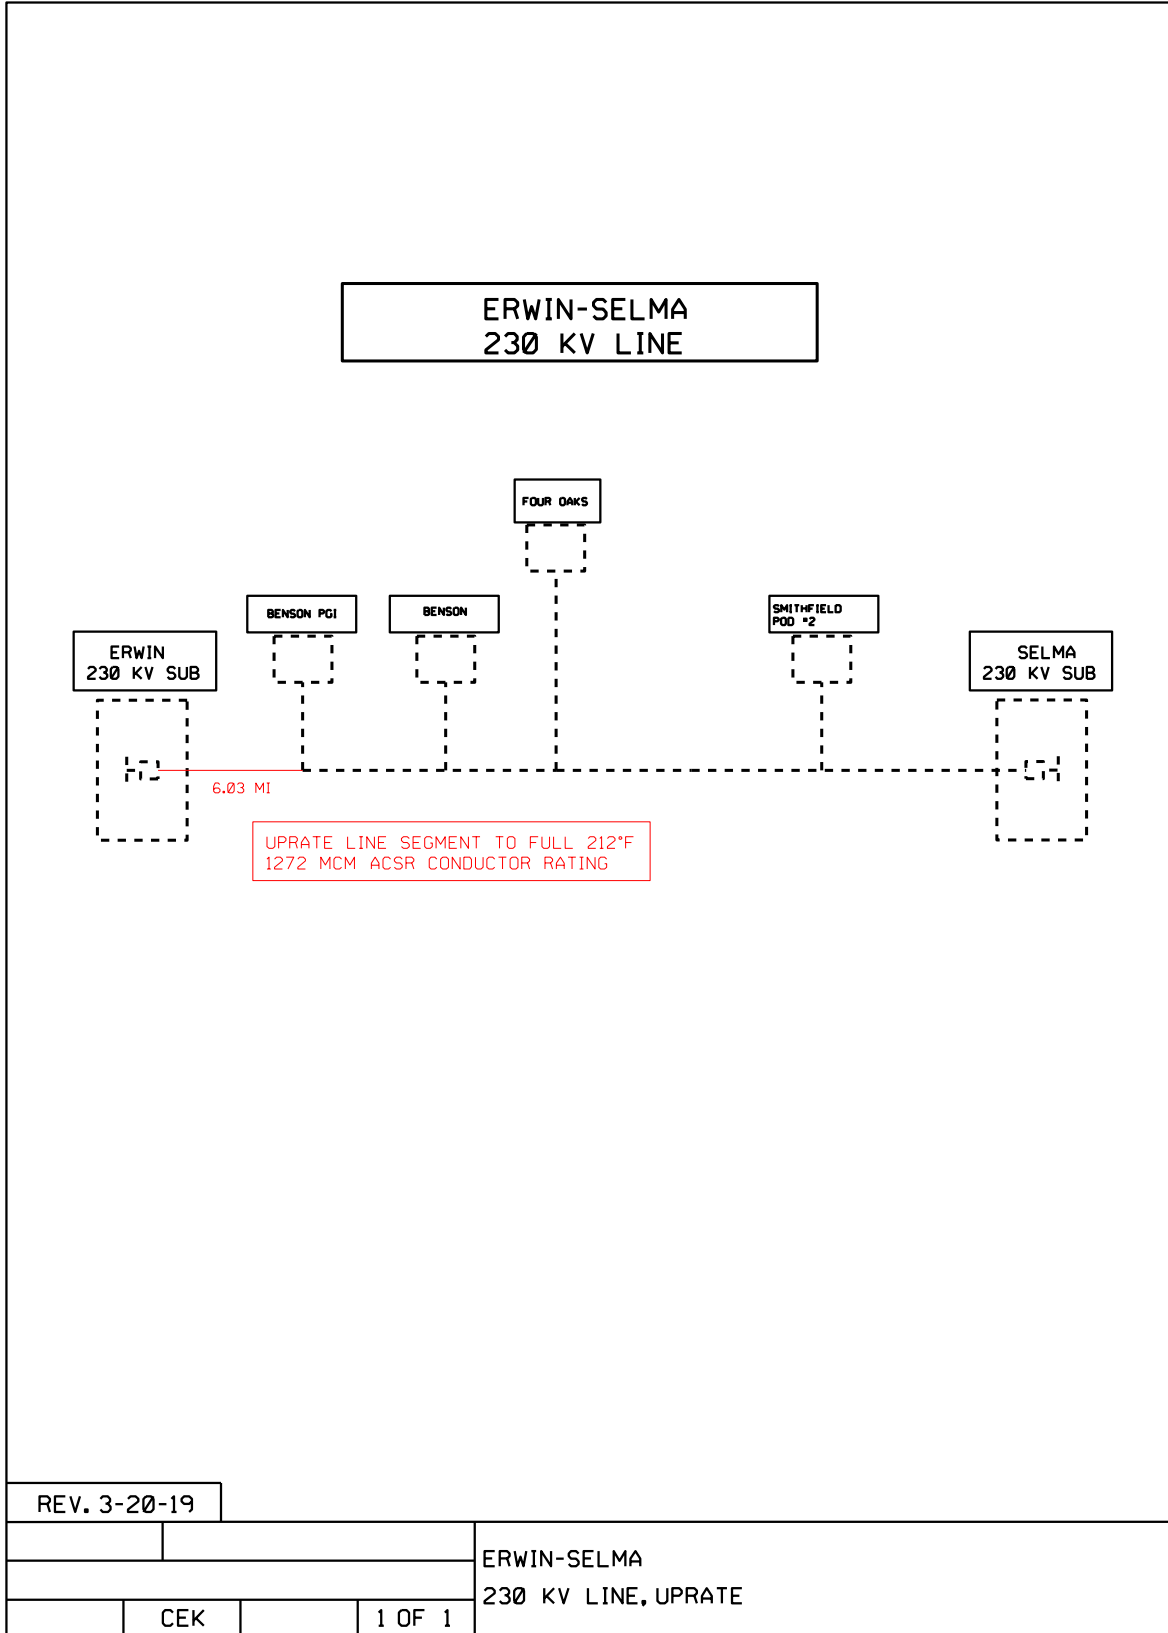 ERWIN-SELMA
230 KV LINE
FOUR OAKS
BENSON PGI
BENSON
SMITHFIELD
POD #2
ERWIN
230 KV SUB
SELMA
230 KV SUB
6.03 MI
UPRATE LINE SEGMENT TO FULL 212°F
1272 MCM ACSR CONDUCTOR RATING
REV. 3-20-19
ERWIN-SELMA
230 KV LINE, UPRATE
CEK
1 OF 1